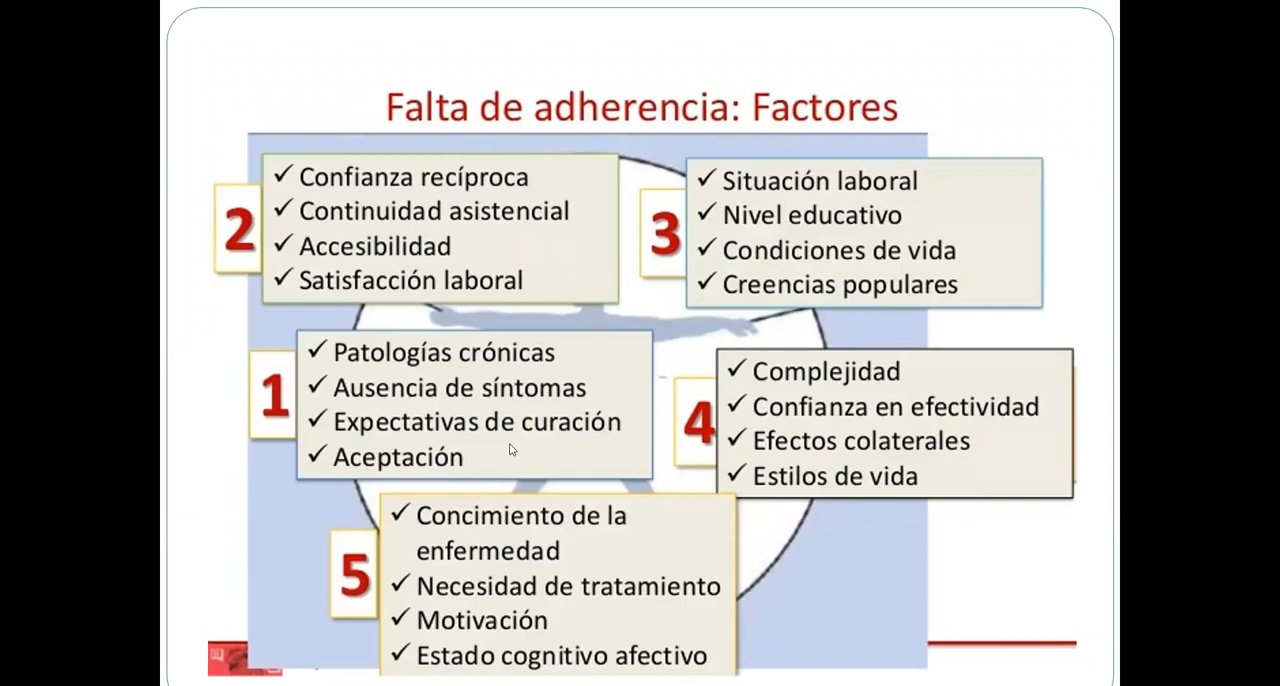 Falta de adherencia: Factores
2
✓ Confianza recíproca
✓ Continuidad asistencial
✓ Accesibilidad
✓ Satisfacción laboral
3
✓ Situación laboral
✓ Nivel educativo
✓ Condiciones de vida
✓ Creencias populares
1
✓ Patologías crónicas
✓ Ausencia de síntomas
✓ Expectativas de curación
✓ Aceptación
4
✓ Complejidad
✓ Confianza en efectividad
✓ Efectos colaterales
✓ Estilos de vida
5
✓ Concimiento de la
enfermedad
✓ Necesidad de tratamiento
✓ Motivación
✓ Estado cognitivo afectivo